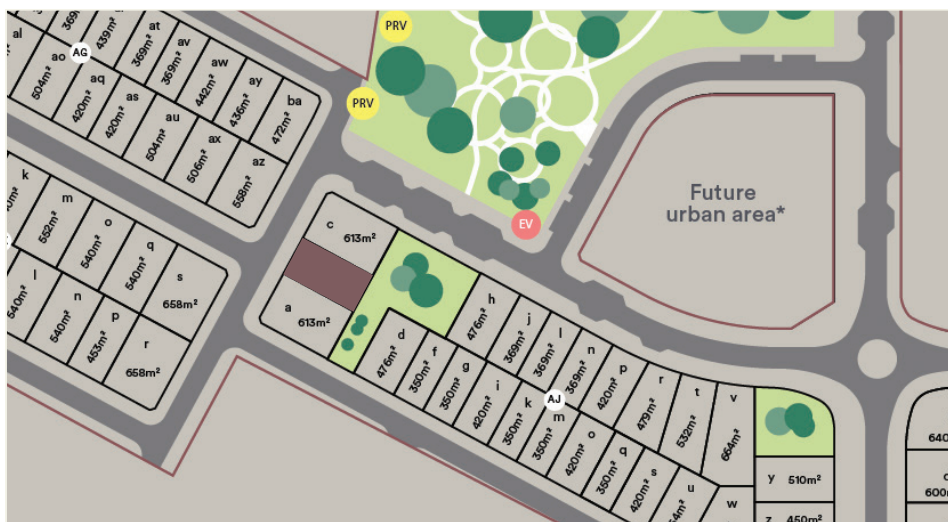 al
369m²
439m²
at
369m²
av
369m²
aw
442m²
ay
436m²
ba
472m²
ao
504m²
AG
aq
420m²
as
420m²
au
504m²
ax
506m²
az
558m²
PRV
PRV
EV
Future
urban area*
k
m
552m²
o
540m²
q
540m²
s
658m²
l
540m²
n
540m²
p
453m²
r
658m²
c
613m²
a
613m²
d
476m²
f
350m²
g
350m²
i
420m²
k
350m²
m
350m²
o
420m²
q
350m²
s
420m²
u
h
476m²
j
369m²
l
369m²
n
369m²
AJ
p
420m²
r
479m²
t
532m²
v
664m²
w
y 510m²
z 450m²
640
600